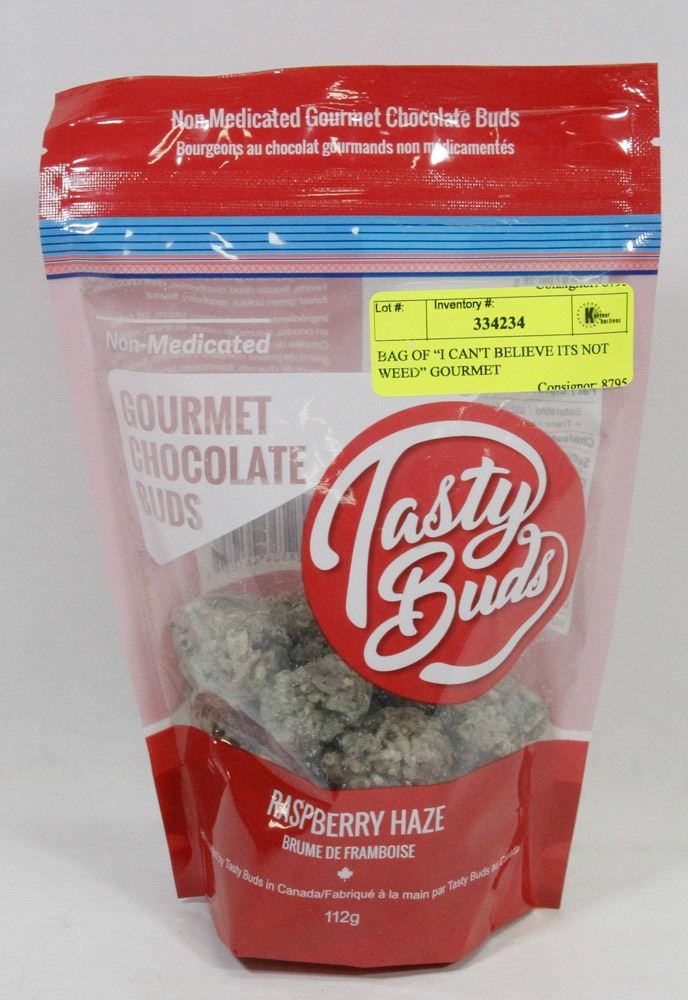 Non-Medicated Gourmet Chocolate Buds
Bourgeons au chocolat gourmands non medicamentés
Lot #:
Inventory #:
334234
BAG OF “I CAN'T BELIEVE ITS NOT
WEED” GOURMET
Consignor: 8795
Non-Medicated
GOURMET
CHOCOLATE
BUDS
Tasty
Buds
RASPBERRY HAZE
BRUME DE FRAMBOISE
by Tasty Buds in Canada/Fabriqué à la main par Tasty Buds au Canada
112g